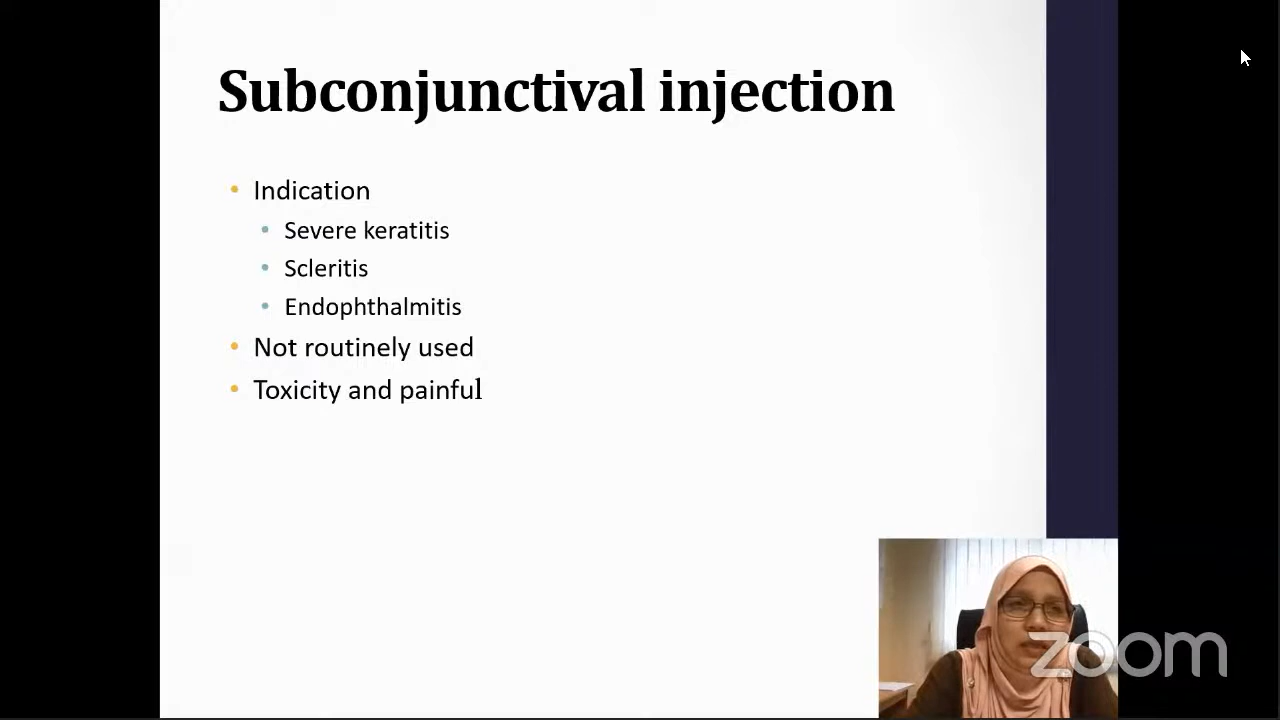 Subconjunctival injection
• Indication
• Severe keratitis
• Scleritis
• Endophthalmitis
• Not routinely used
• Toxicity and painful
zoom